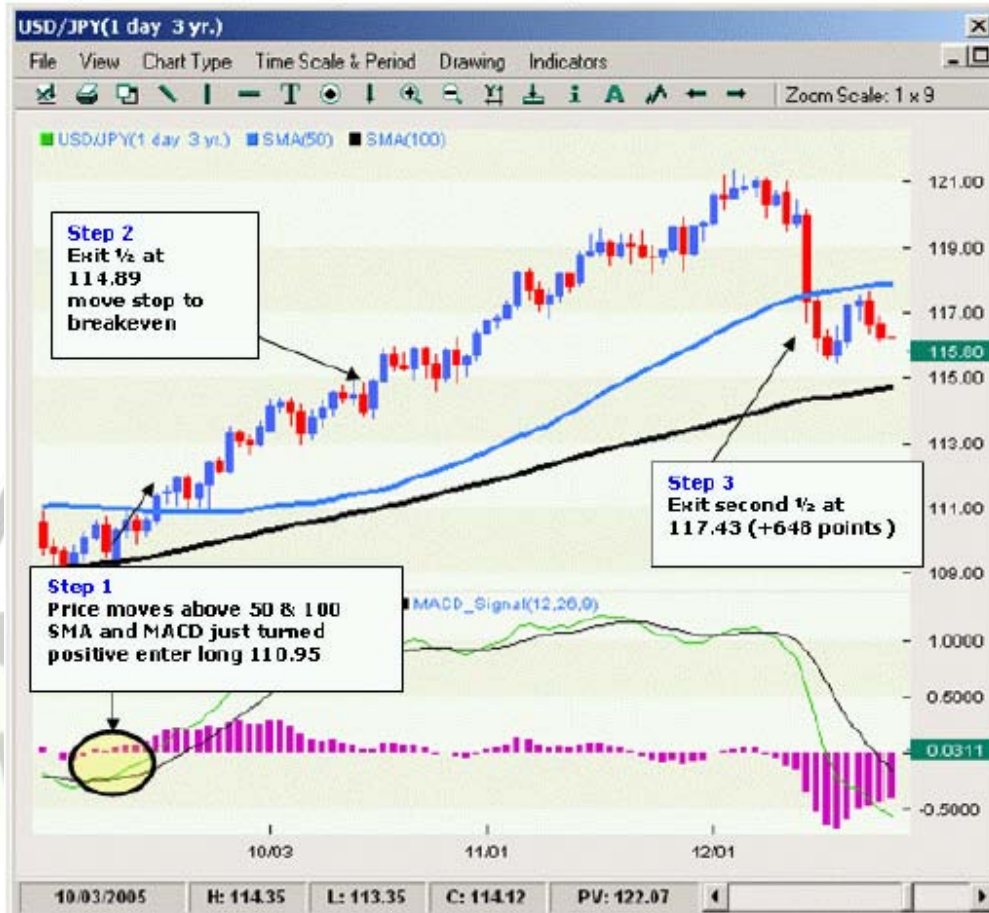 USD/JPY(1 day 3 yr.)
File View Chart Type Time Scale & Period Drawing Indicators
T i A Zoom Scale: 1 x 9
USD/JPY(1 day 3 yr.) SMA(50) SMA(100)
121.00
119.00
117.00
115.60
115.00
113.00
111.00
109.00
Step 2
Exit ½ at
114.89
move stop to
breakeven
Step 3
Exit second ½ at
117.43 (+648 points)
Step 1
Price moves above 50 & 100
SMA and MACD just turned
positive enter long 110.95
MACD_Signal(12,26,9)
1.0000
0.5000
0.0311
-0.5000
10/03 11/01 12/01
10/03/2005 H: 114.35 L: 113.35 C: 114.12 PV: 122.07